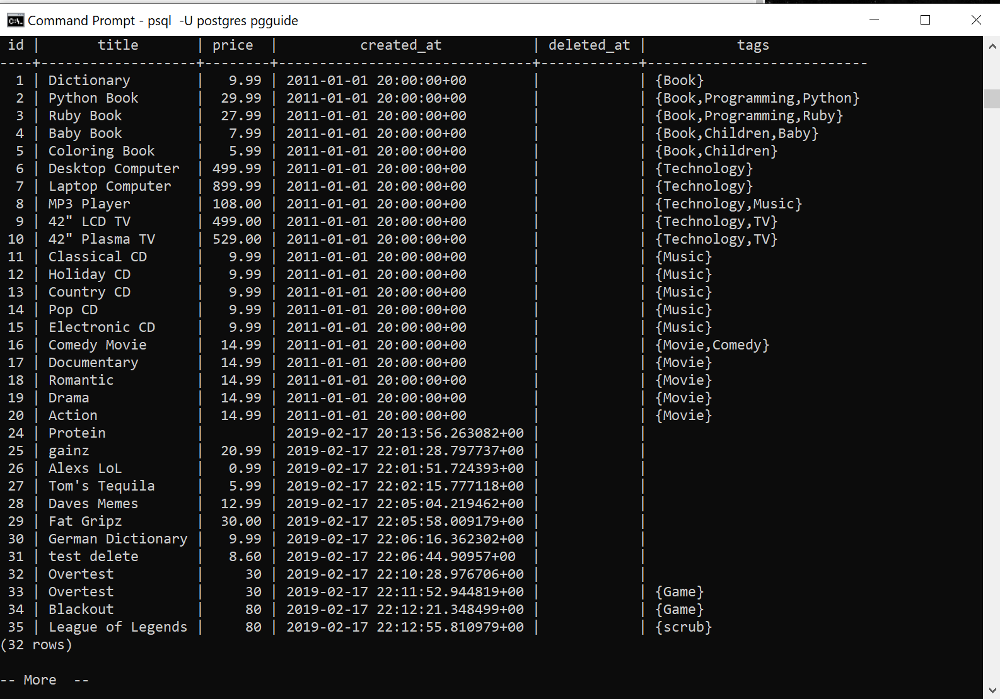 Command Prompt - psql  -U postgres pgguide
 id |       title       | price  |          created_at           | deleted_at |           tags
----+-------------------+--------+-------------------------------+------------+---------------------------
  1 | Dictionary        |   9.99 | 2011-01-01 20:00:00+00        |            | {Book}
  2 | Python Book       |  29.99 | 2011-01-01 20:00:00+00        |            | {Book,Programming,Python}
  3 | Ruby Book         |  27.99 | 2011-01-01 20:00:00+00        |            | {Book,Programming,Ruby}
  4 | Baby Book         |   7.99 | 2011-01-01 20:00:00+00        |            | {Book,Children,Baby}
  5 | Coloring Book     |   5.99 | 2011-01-01 20:00:00+00        |            | {Book,Children}
  6 | Desktop Computer  | 499.99 | 2011-01-01 20:00:00+00        |            | {Technology}
  7 | Laptop Computer   | 899.99 | 2011-01-01 20:00:00+00        |            | {Technology}
  8 | MP3 Player        | 108.00 | 2011-01-01 20:00:00+00        |            | {Technology,Music}
  9 | 42" LCD TV        | 499.00 | 2011-01-01 20:00:00+00        |            | {Technology,TV}
 10 | 42" Plasma TV     | 529.00 | 2011-01-01 20:00:00+00        |            | {Technology,TV}
 11 | Classical CD      |   9.99 | 2011-01-01 20:00:00+00        |            | {Music}
 12 | Holiday CD        |   9.99 | 2011-01-01 20:00:00+00        |            | {Music}
 13 | Country CD        |   9.99 | 2011-01-01 20:00:00+00        |            | {Music}
 14 | Pop CD            |   9.99 | 2011-01-01 20:00:00+00        |            | {Music}
 15 | Electronic CD     |   9.99 | 2011-01-01 20:00:00+00        |            | {Music}
 16 | Comedy Movie      |  14.99 | 2011-01-01 20:00:00+00        |            | {Movie,Comedy}
 17 | Documentary       |  14.99 | 2011-01-01 20:00:00+00        |            | {Movie}
 18 | Romantic          |  14.99 | 2011-01-01 20:00:00+00        |            | {Movie}
 19 | Drama             |  14.99 | 2011-01-01 20:00:00+00        |            | {Movie}
 20 | Action            |  14.99 | 2011-01-01 20:00:00+00        |            | {Movie}
 24 | Protein           |        | 2019-02-17 20:13:56.263082+00 |            |
 25 | gainz             |  20.99 | 2019-02-17 22:01:28.797737+00 |            |
 26 | Alexs LoL         |   0.99 | 2019-02-17 22:01:51.724393+00 |            |
 27 | Tom's Tequila     |   5.99 | 2019-02-17 22:02:15.777118+00 |            |
 28 | Daves Memes       |  12.99 | 2019-02-17 22:05:04.219462+00 |            |
 29 | Fat Gripz         |  30.00 | 2019-02-17 22:05:58.009179+00 |            |
 30 | German Dictionary |   9.99 | 2019-02-17 22:06:16.362302+00 |            |
 31 | test delete       |   8.60 | 2019-02-17 22:06:44.90957+00  |            |
 32 | Overtest          |     30 | 2019-02-17 22:10:28.976706+00 |            |
 33 | Overtest          |     30 | 2019-02-17 22:11:52.944819+00 |            | {Game}
 34 | Blackout          |     80 | 2019-02-17 22:12:21.348499+00 |            | {Game}
 35 | League of Legends |     80 | 2019-02-17 22:12:55.810979+00 |            | {scrub}
(32 rows)
-- More  --